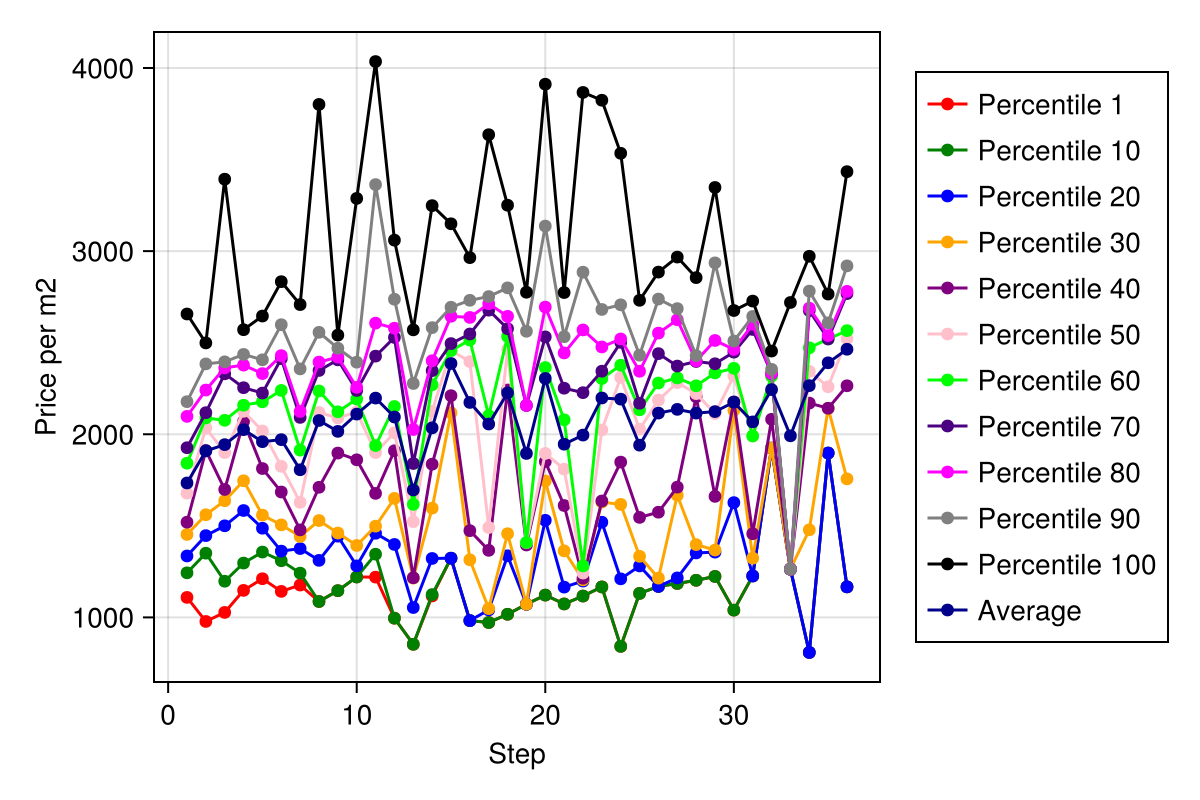 4000
3000
2000
1000
Price per m2
0 10 20 30
Step
Percentile 1
Percentile 10
Percentile 20
Percentile 30
Percentile 40
Percentile 50
Percentile 60
Percentile 70
Percentile 80
Percentile 90
Percentile 100
Average